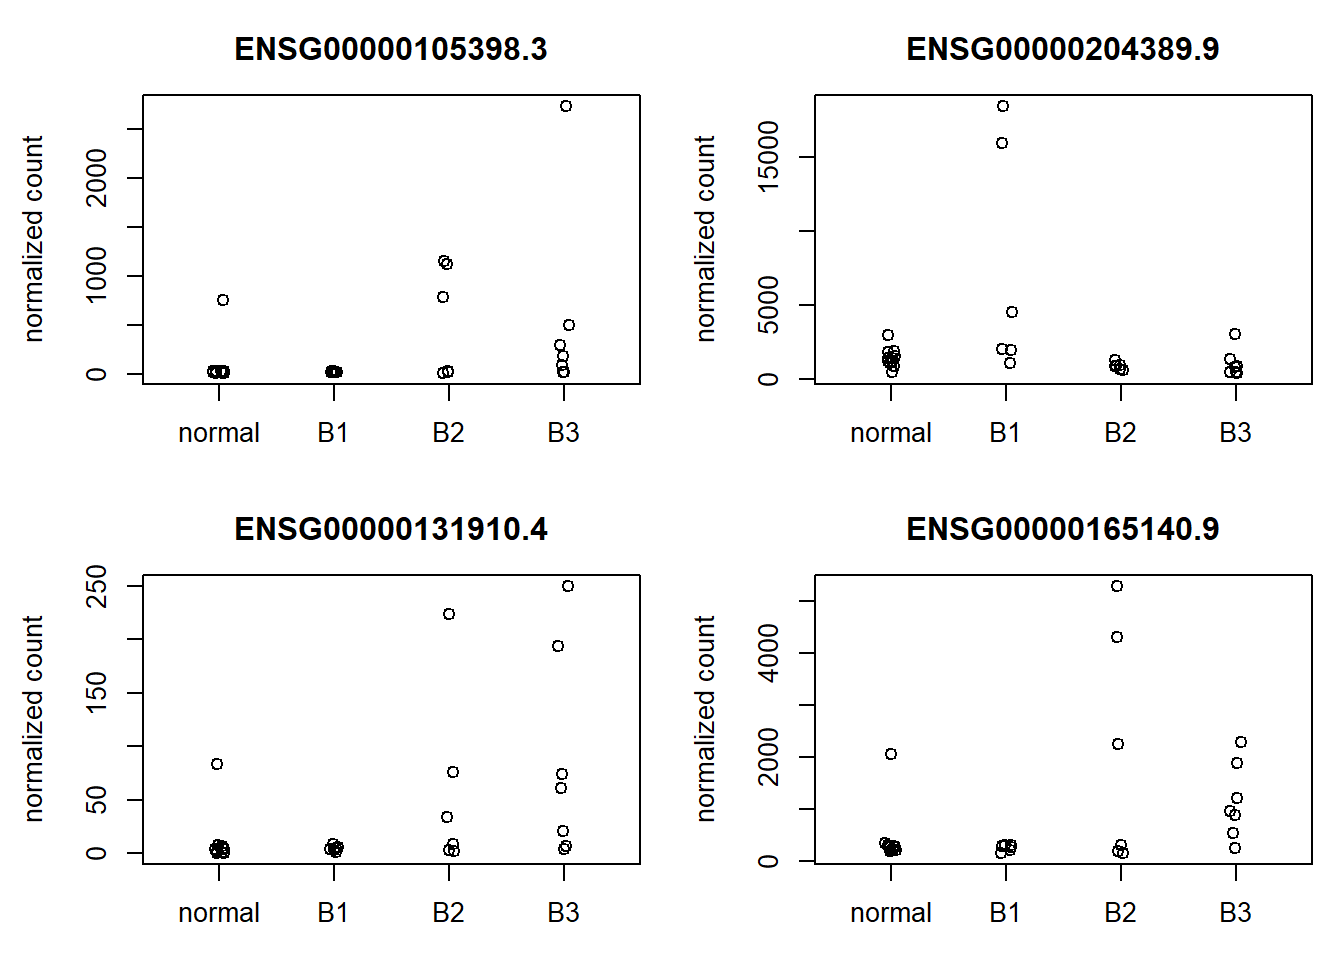 ENSG00000105398.3
normalized count
0
1000
2000
normal
B1
B2
B3
ENSG00000204389.9
normalized count
0
5000
15000
normal
B1
B2
B3
ENSG00000131910.4
normalized count
0
50
150
250
normal
B1
B2
B3
ENSG00000165140.9
normalized count
0
2000
4000
normal
B1
B2
B3